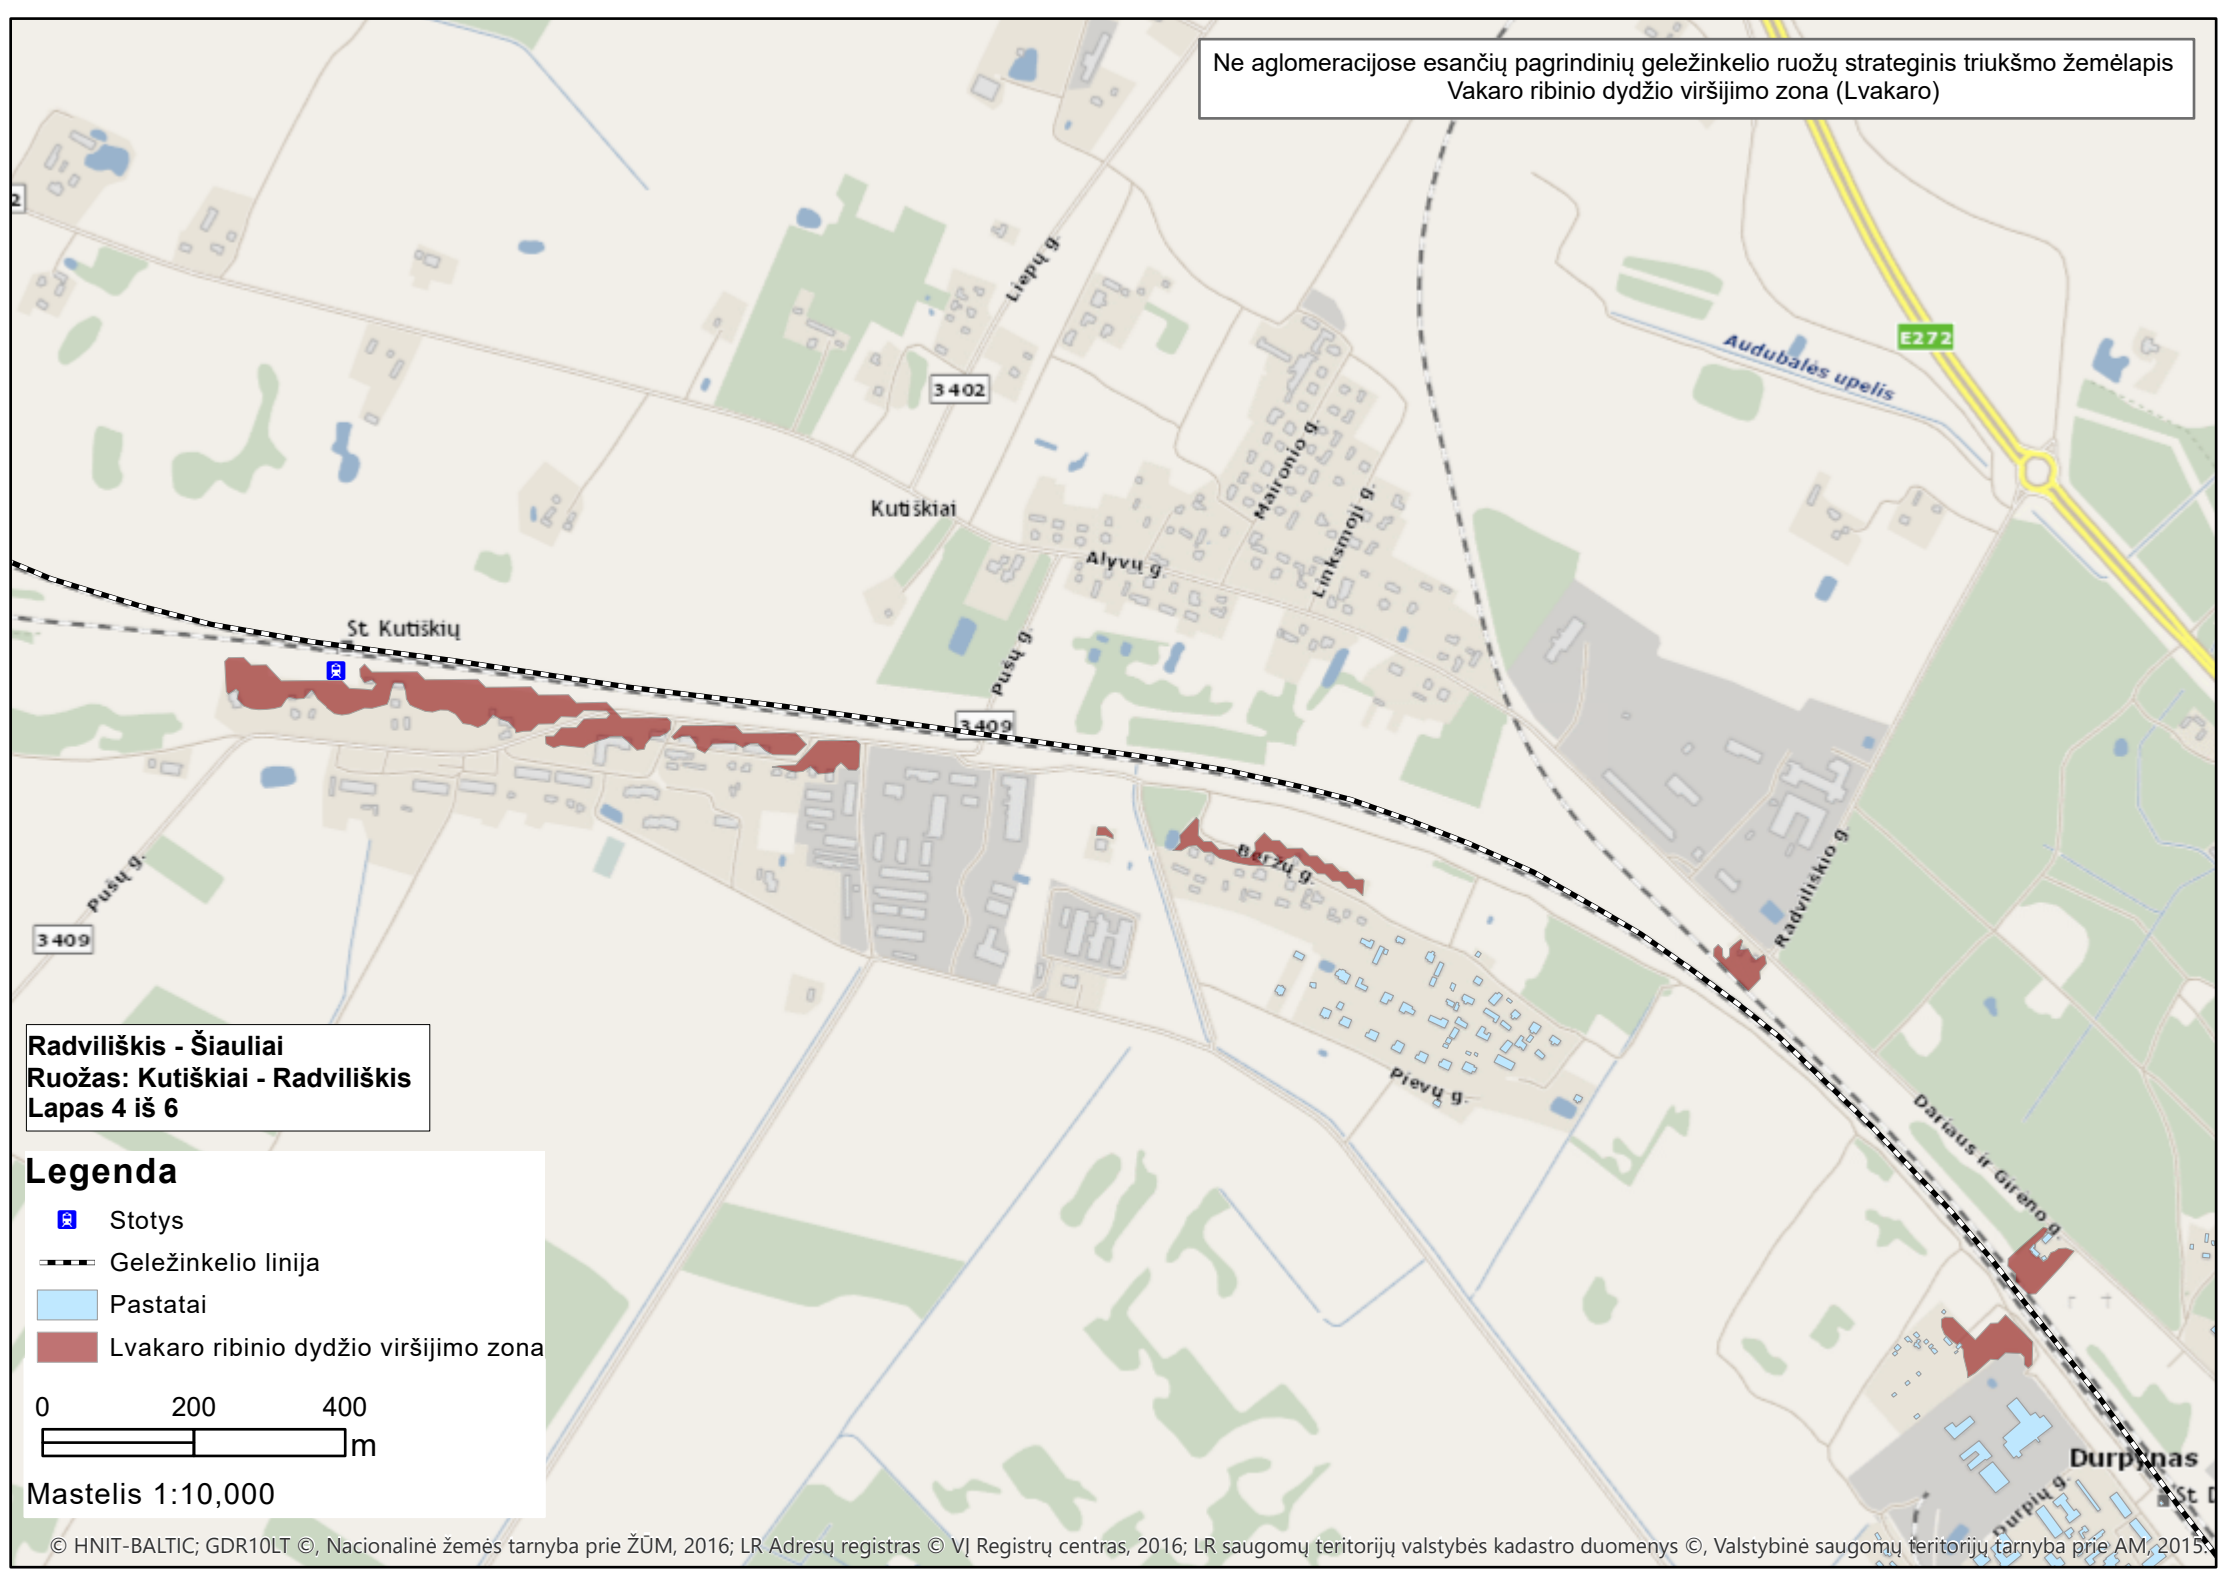 Ne aglomeracijose esančių pagrindinių geležinkelio ruožų strateginis triukšmo žemėlapis
Vakaro ribinio dydžio viršijimo zona (Lvakaro)
2
Liepų g.
E272
Audubalės upelis
3402
Maironio g.
Kutiškiai
Linksmoji g.
Alyvų g.
St. Kutiškių
Pušų g.
3409
Beržų g.
Radviliškio g.
Pušų g.
3409
Pievų g.
Dariaus ir Girėno g.
Radviliškis - Šiauliai
Ruožas: Kutiškiai - Radviliškis
Lapas 4 iš 6
Legenda
Stotys
Geležinkelio linija
Pastatai
Lvakaro ribinio dydžio viršijimo zona
0 200 400
m
Mastelis 1:10,000
Durpynas
St D
Durpių g.
© HNIT-BALTIC; GDR10LT ©, Nacionalinė žemės tarnyba prie ŽŪM, 2016; LR Adresų registras © VĮ Registrų centras, 2016; LR saugomų teritorijų valstybės kadastro duomenys ©, Valstybinė saugomų teritorijų tarnyba prie AM, 2015.